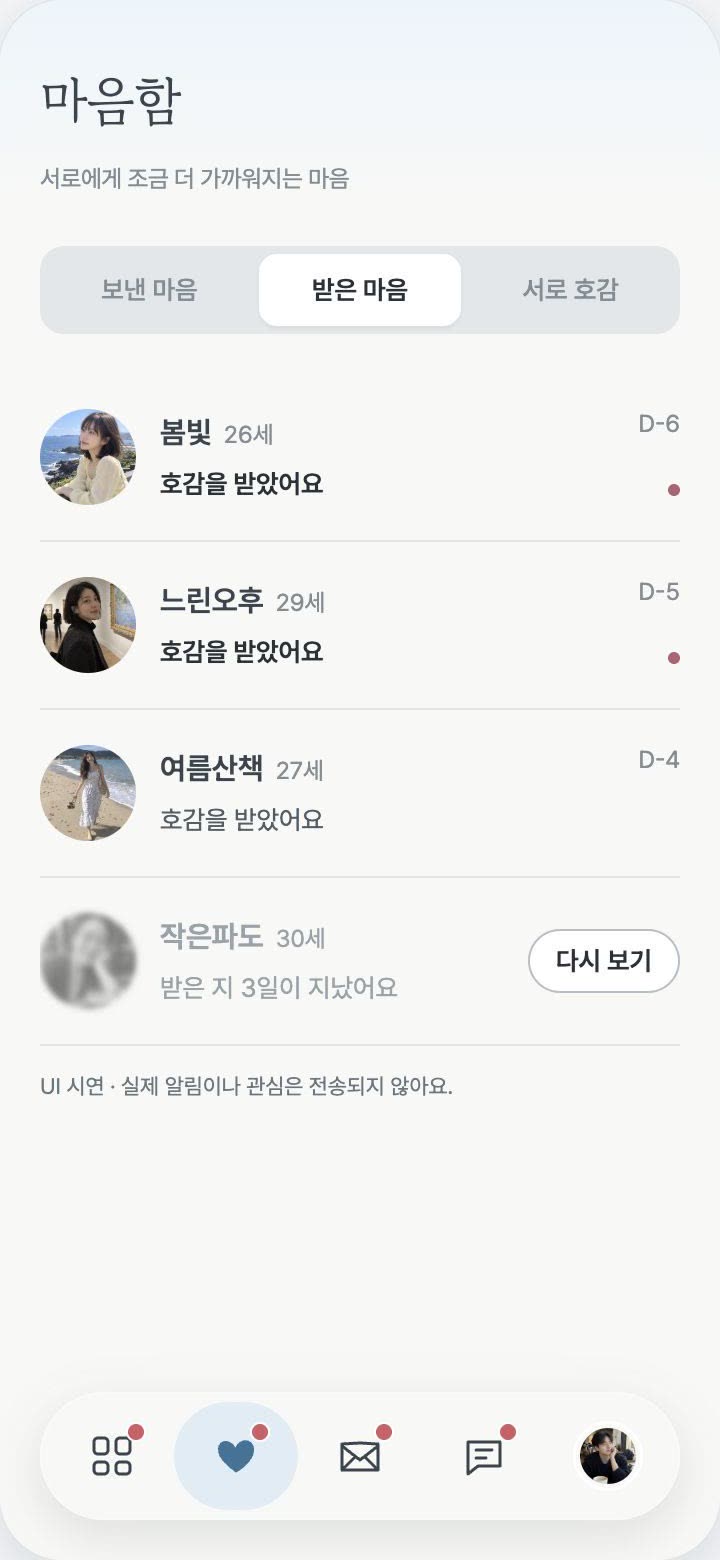 마음함
서로에게 조금 더 가까워지는 마음
보낸 마음 받은 마음 서로 호감
봄빛 26세 D-6
호감을 받았어요
느린오후 29세 D-5
호감을 받았어요
여름산책 27세 D-4
호감을 받았어요
작은파도 30세
받은 지 3일이 지났어요
다시 보기
UI 시연 · 실제 알림이나 관심은 전송되지 않아요.